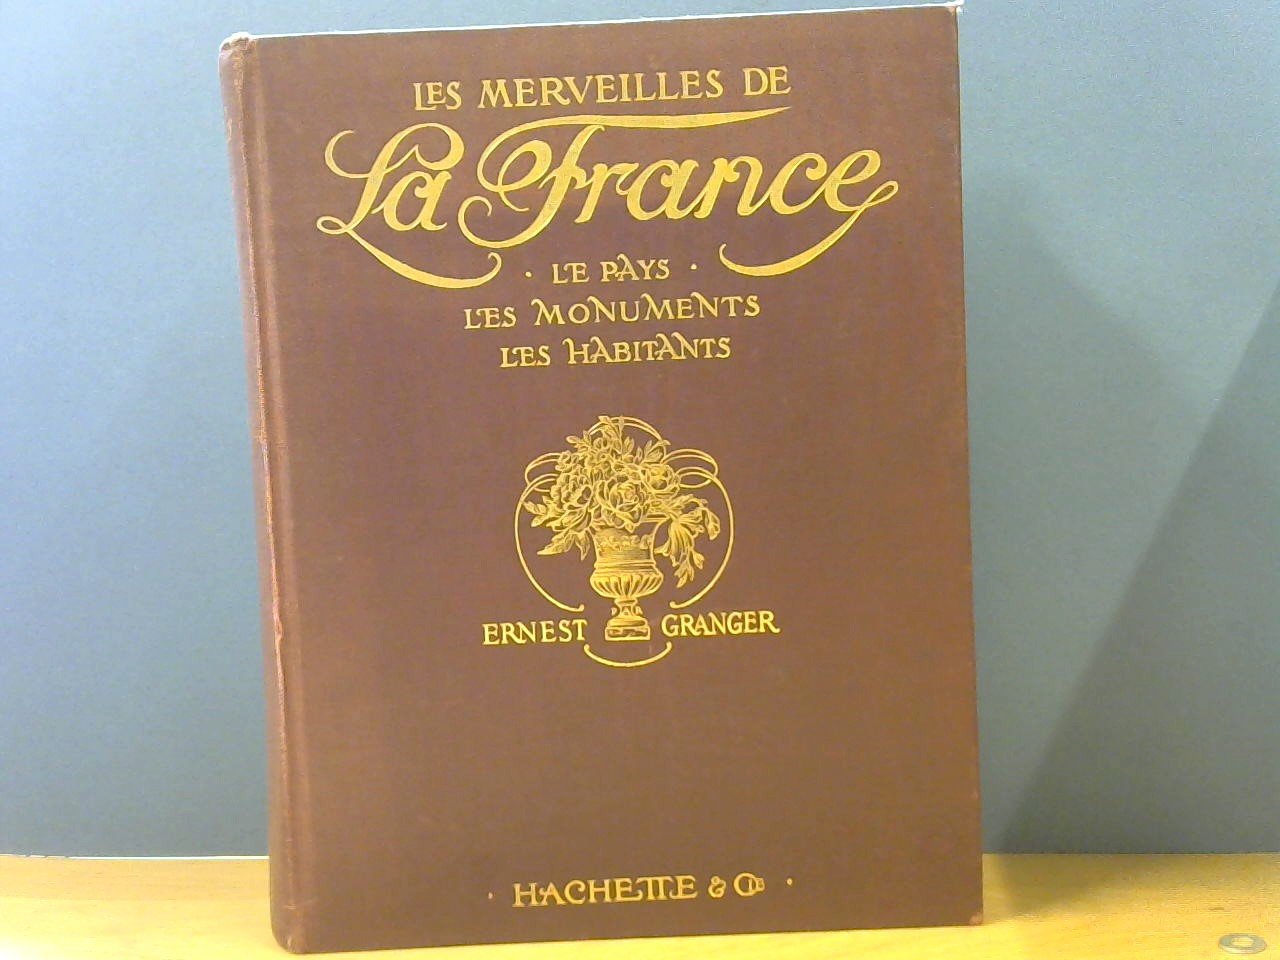 LES MERVEILLES DE
La France
· LE PAYS ·
LES MONUMENTS
LES HABITANTS
ERNEST GRANGER
· HACHETTE & CIE ·